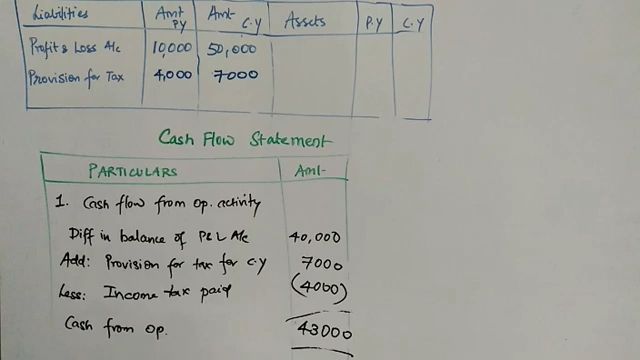 Liabilities Amt PY Amt C.Y Assets P.Y C.Y
Profit & Loss A/c 10,000 50,000
Provision for Tax 4,000 7000
Cash Flow Statement
PARTICULARS Amt
1. Cash flow from op. activity
Diff in balance of P&L A/c 40,000
Add: Provision for tax for C.Y 7000
Less: Income tax paid (4000)
Cash from op. 43000